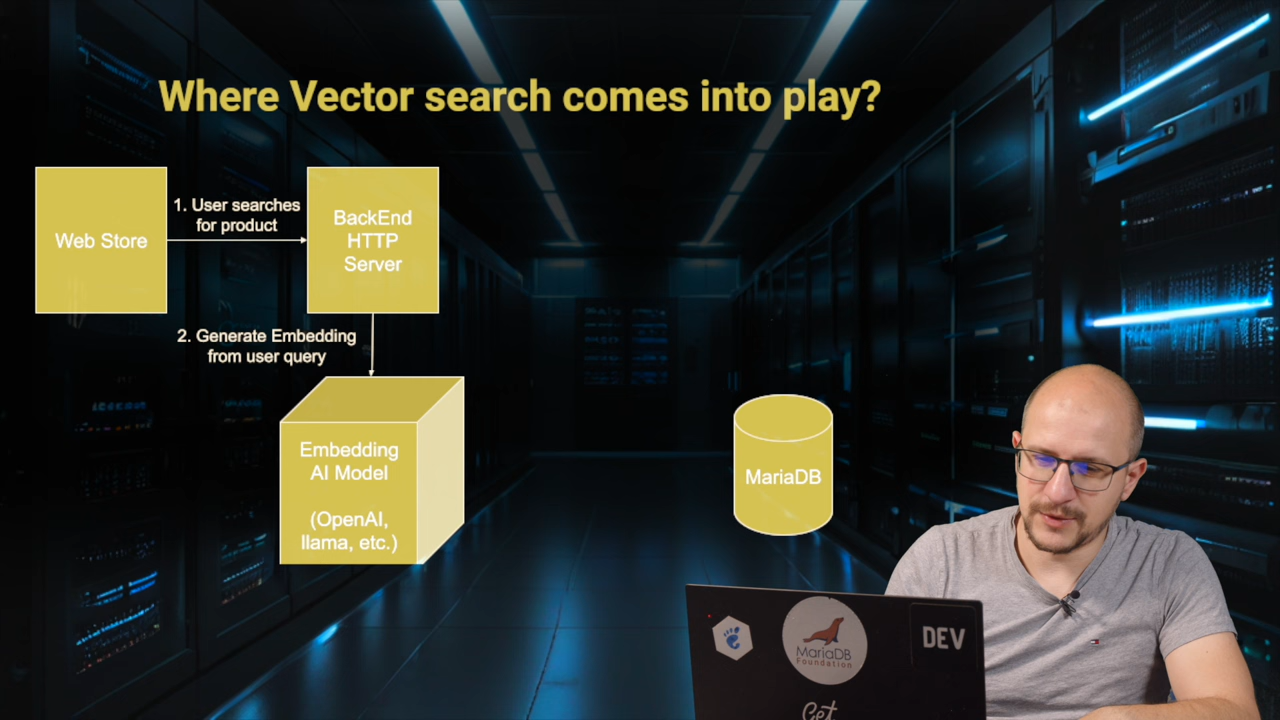 Where Vector search comes into play?
Web Store
1. User searches
for product
BackEnd
HTTP
Server
2. Generate Embedding
from user query
Embedding
AI Model
(OpenAI,
llama, etc.)
MariaDB
MariaDB
Foundation
DEV
Get